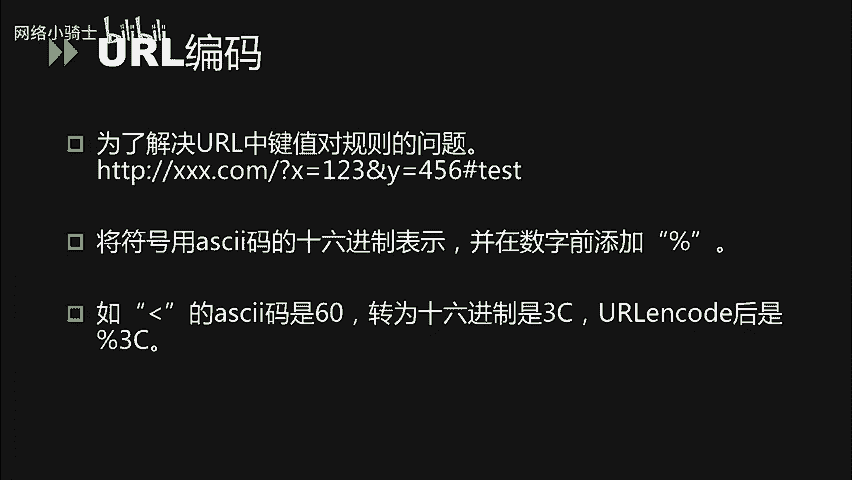 网络小骑士 bilibili
URL编码
为了解决URL中键值对规则的问题。
http://xxx.com/?x=123&y=456#test
将符号用ascii码的十六进制表示，并在数字前添加“%”。
如“<”的ascii码是60，转为十六进制是3C，URLencode后是
%3C。